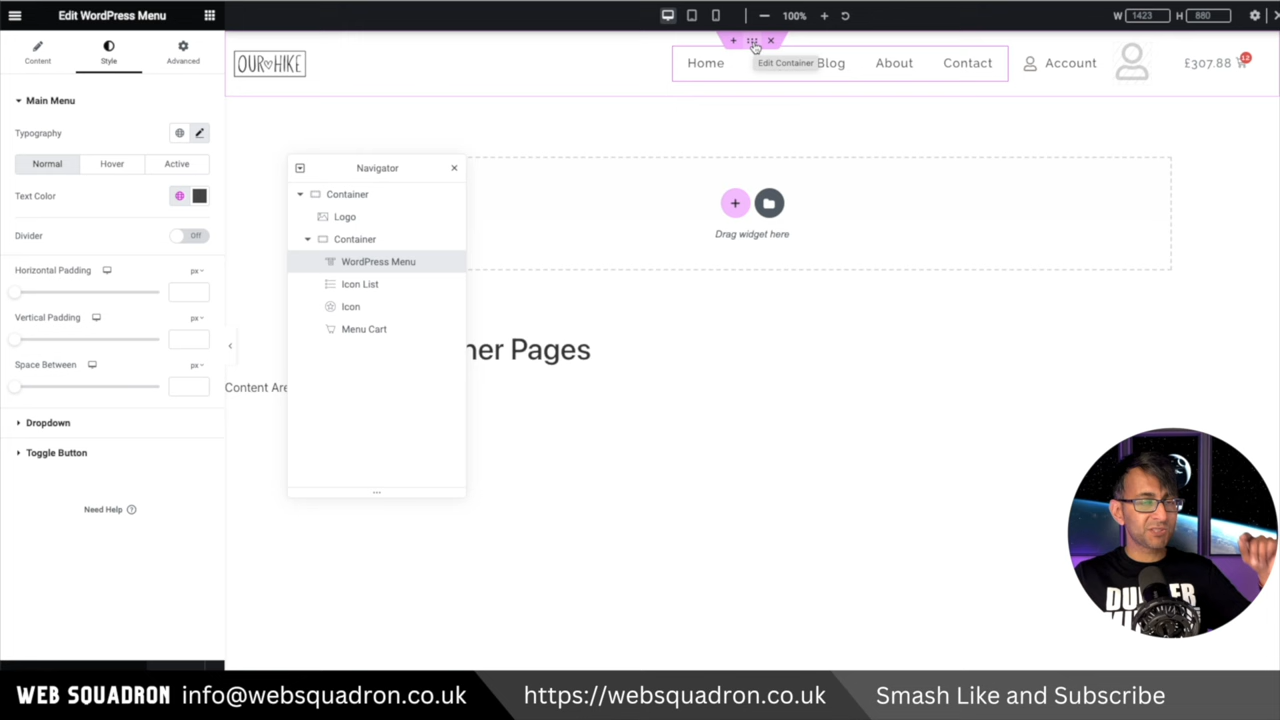 Edit WordPress Menu
100%
W 1423 H 880
Content
Style
Advanced
Main Menu
Typography
Normal Hover Active
Text Color
Divider Off
Horizontal Padding px
Vertical Padding px
Space Between px
Dropdown
Toggle Button
Need Help ?
OUR HIKE
Home
Edit Container
Blog
About
Contact
Account
£307.88
12
Navigator
Container
Logo
Container
WordPress Menu
Icon List
Icon
Menu Cart
Drag widget here
ner Pages
Content Are
WEB SQUADRON info@websquadron.co.uk https://websquadron.co.uk Smash Like and Subscribe